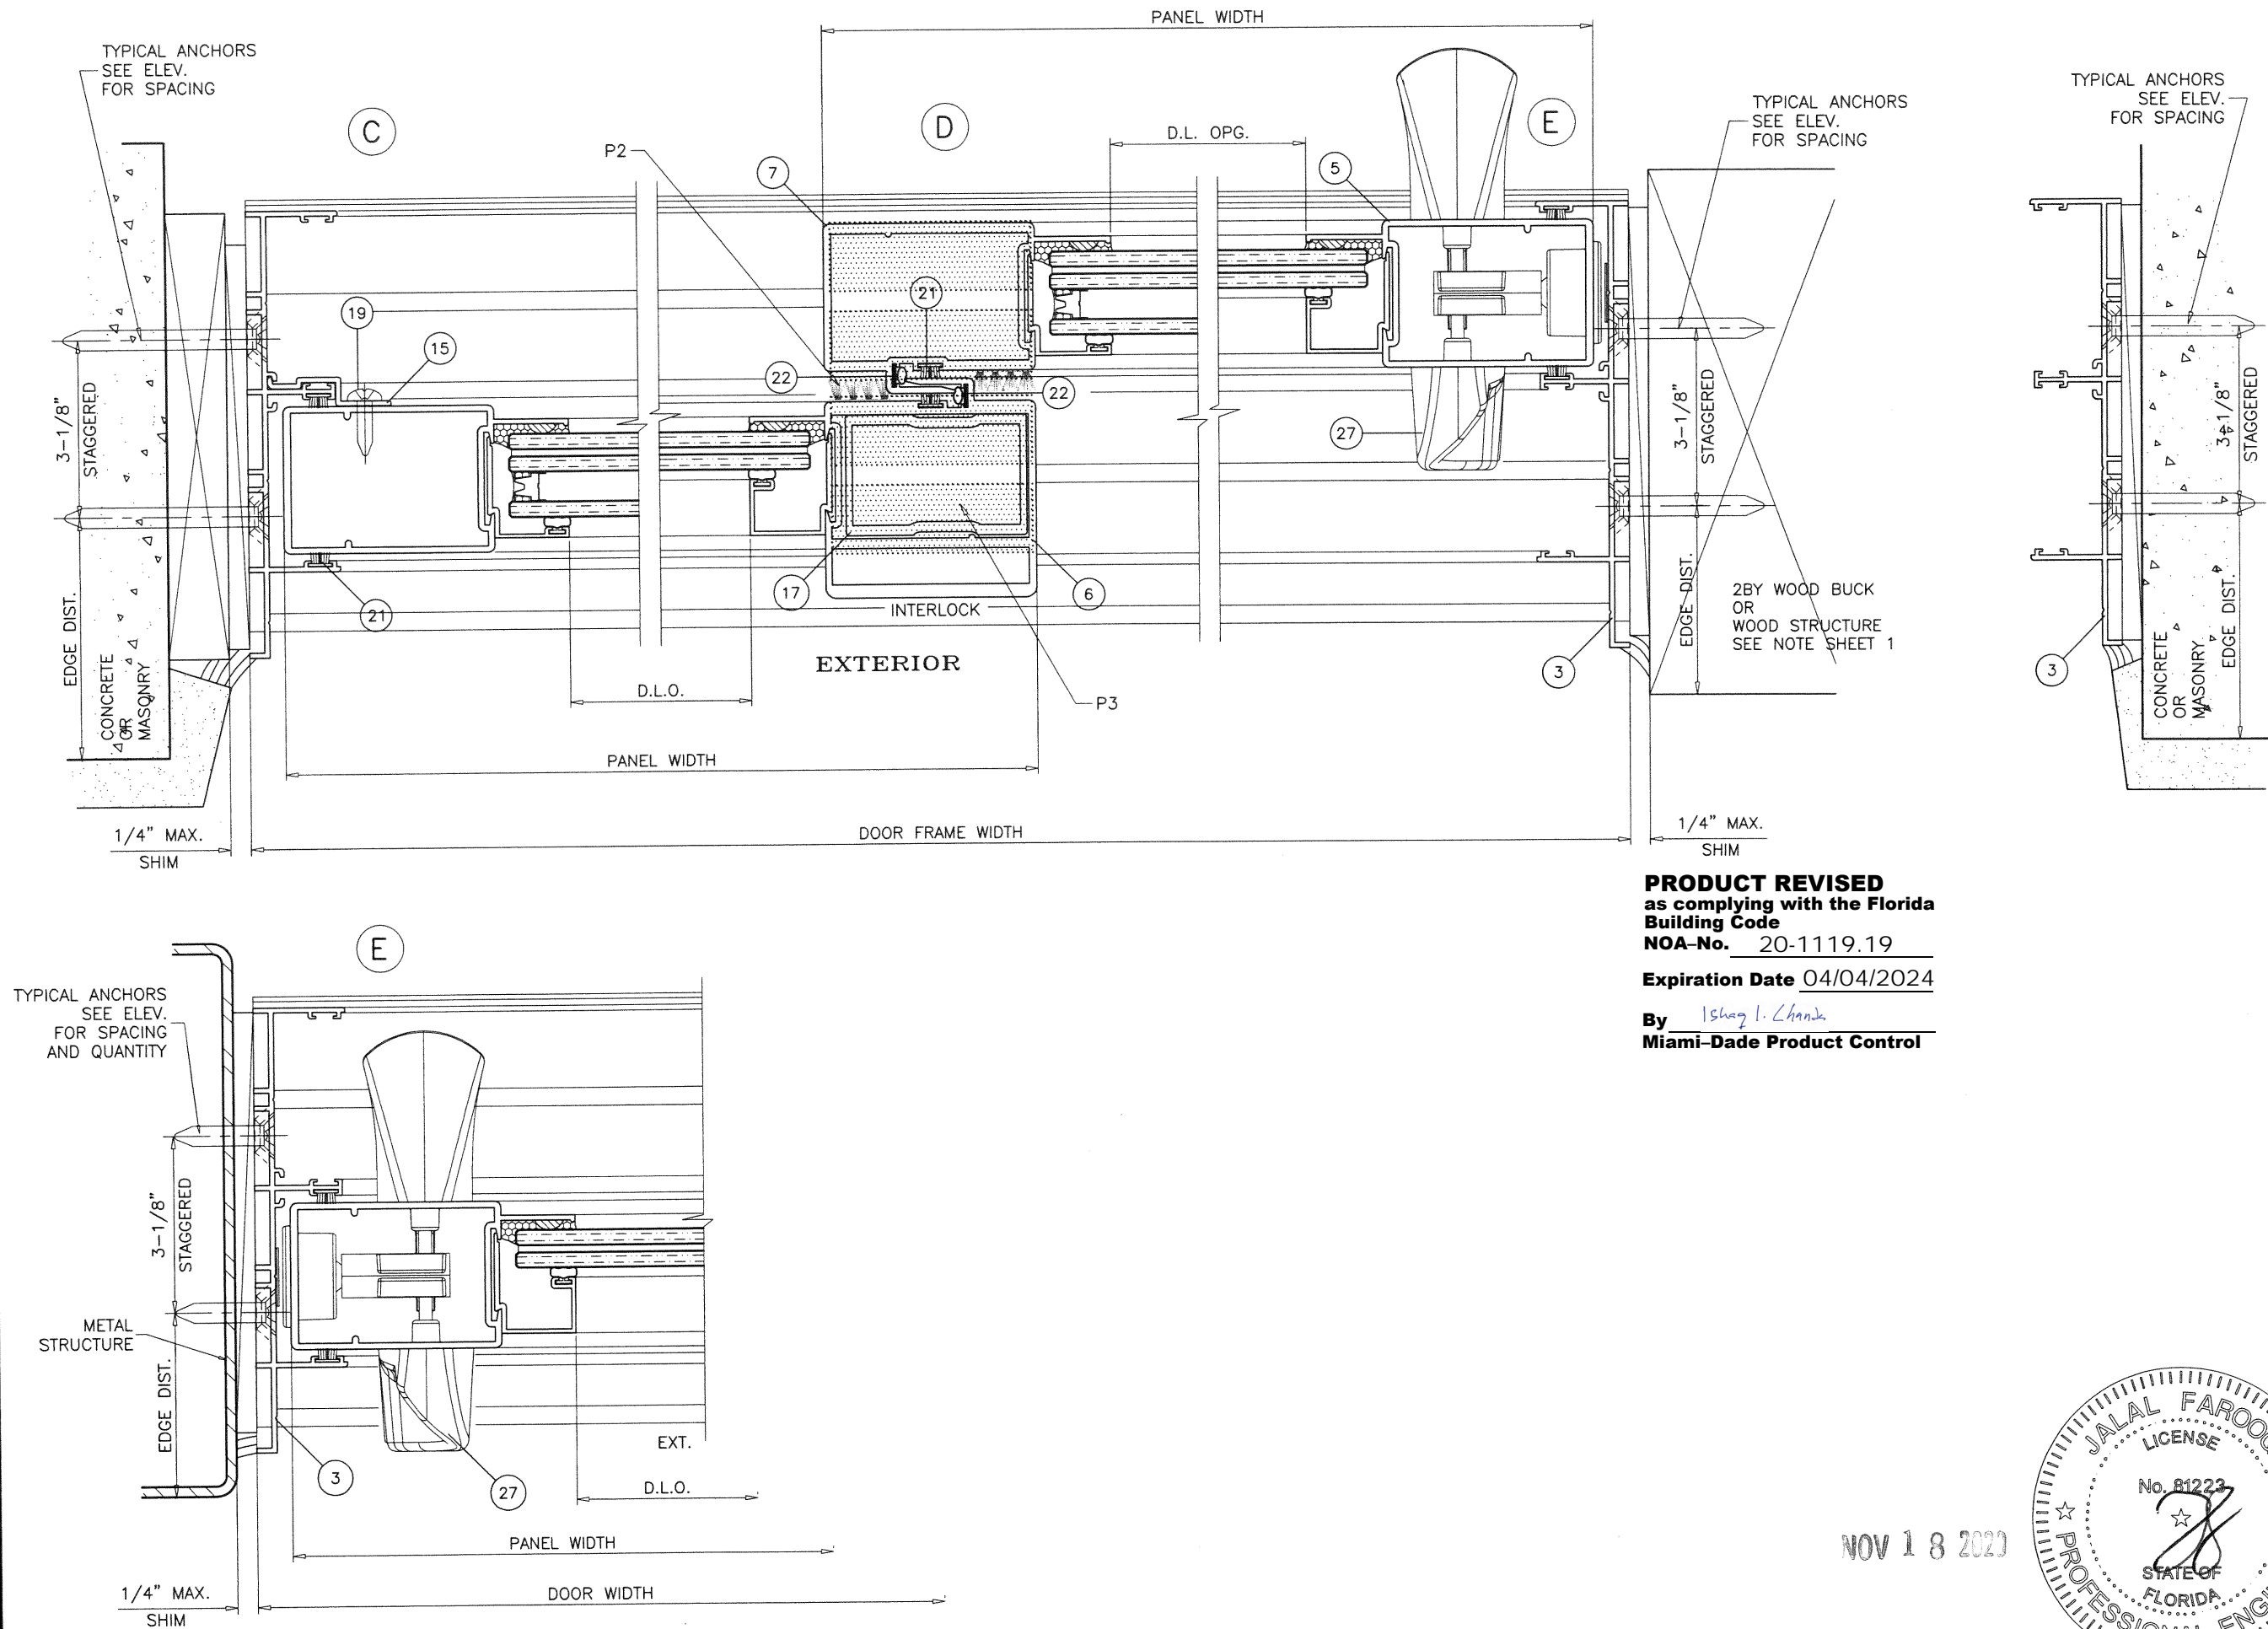 PANEL WIDTH
TYPICAL ANCHORS
SEE ELEV.
FOR SPACING
C
D
E
P2
7
D.L. OPG.
5
TYPICAL ANCHORS
SEE ELEV.
FOR SPACING
TYPICAL ANCHORS
SEE ELEV.
FOR SPACING
19
15
21
22
22
27
3-1/8"
STAGGERED
3-1/8"
STAGGERED
3-1/8"
STAGGERED
EDGE DIST.
CONCRETE
OR
MASONRY
21
17
INTERLOCK
6
EXTERIOR
D.L.O.
P3
PANEL WIDTH
EDGE DIST.
2BY WOOD BUCK
OR
WOOD STRUCTURE
SEE NOTE SHEET 1
3
3
CONCRETE
OR
MASONRY
EDGE DIST.
1/4" MAX.
SHIM
DOOR FRAME WIDTH
1/4" MAX.
SHIM
PRODUCT REVISED
as complying with the Florida
Building Code
NOA-No. 20-1119.19
Expiration Date 04/04/2024
By Ishaq I. Chanda
Miami-Dade Product Control
E
TYPICAL ANCHORS
SEE ELEV.
FOR SPACING
AND QUANTITY
3-1/8"
STAGGERED
METAL
STRUCTURE
EDGE DIST.
3
27
EXT.
D.L.O.
PANEL WIDTH
1/4" MAX.
SHIM
DOOR WIDTH
NOV 18 2020
JALAL FAROOQ
LICENSE
No. 81223
STATE OF
FLORIDA
PROFESSIONAL ENGI